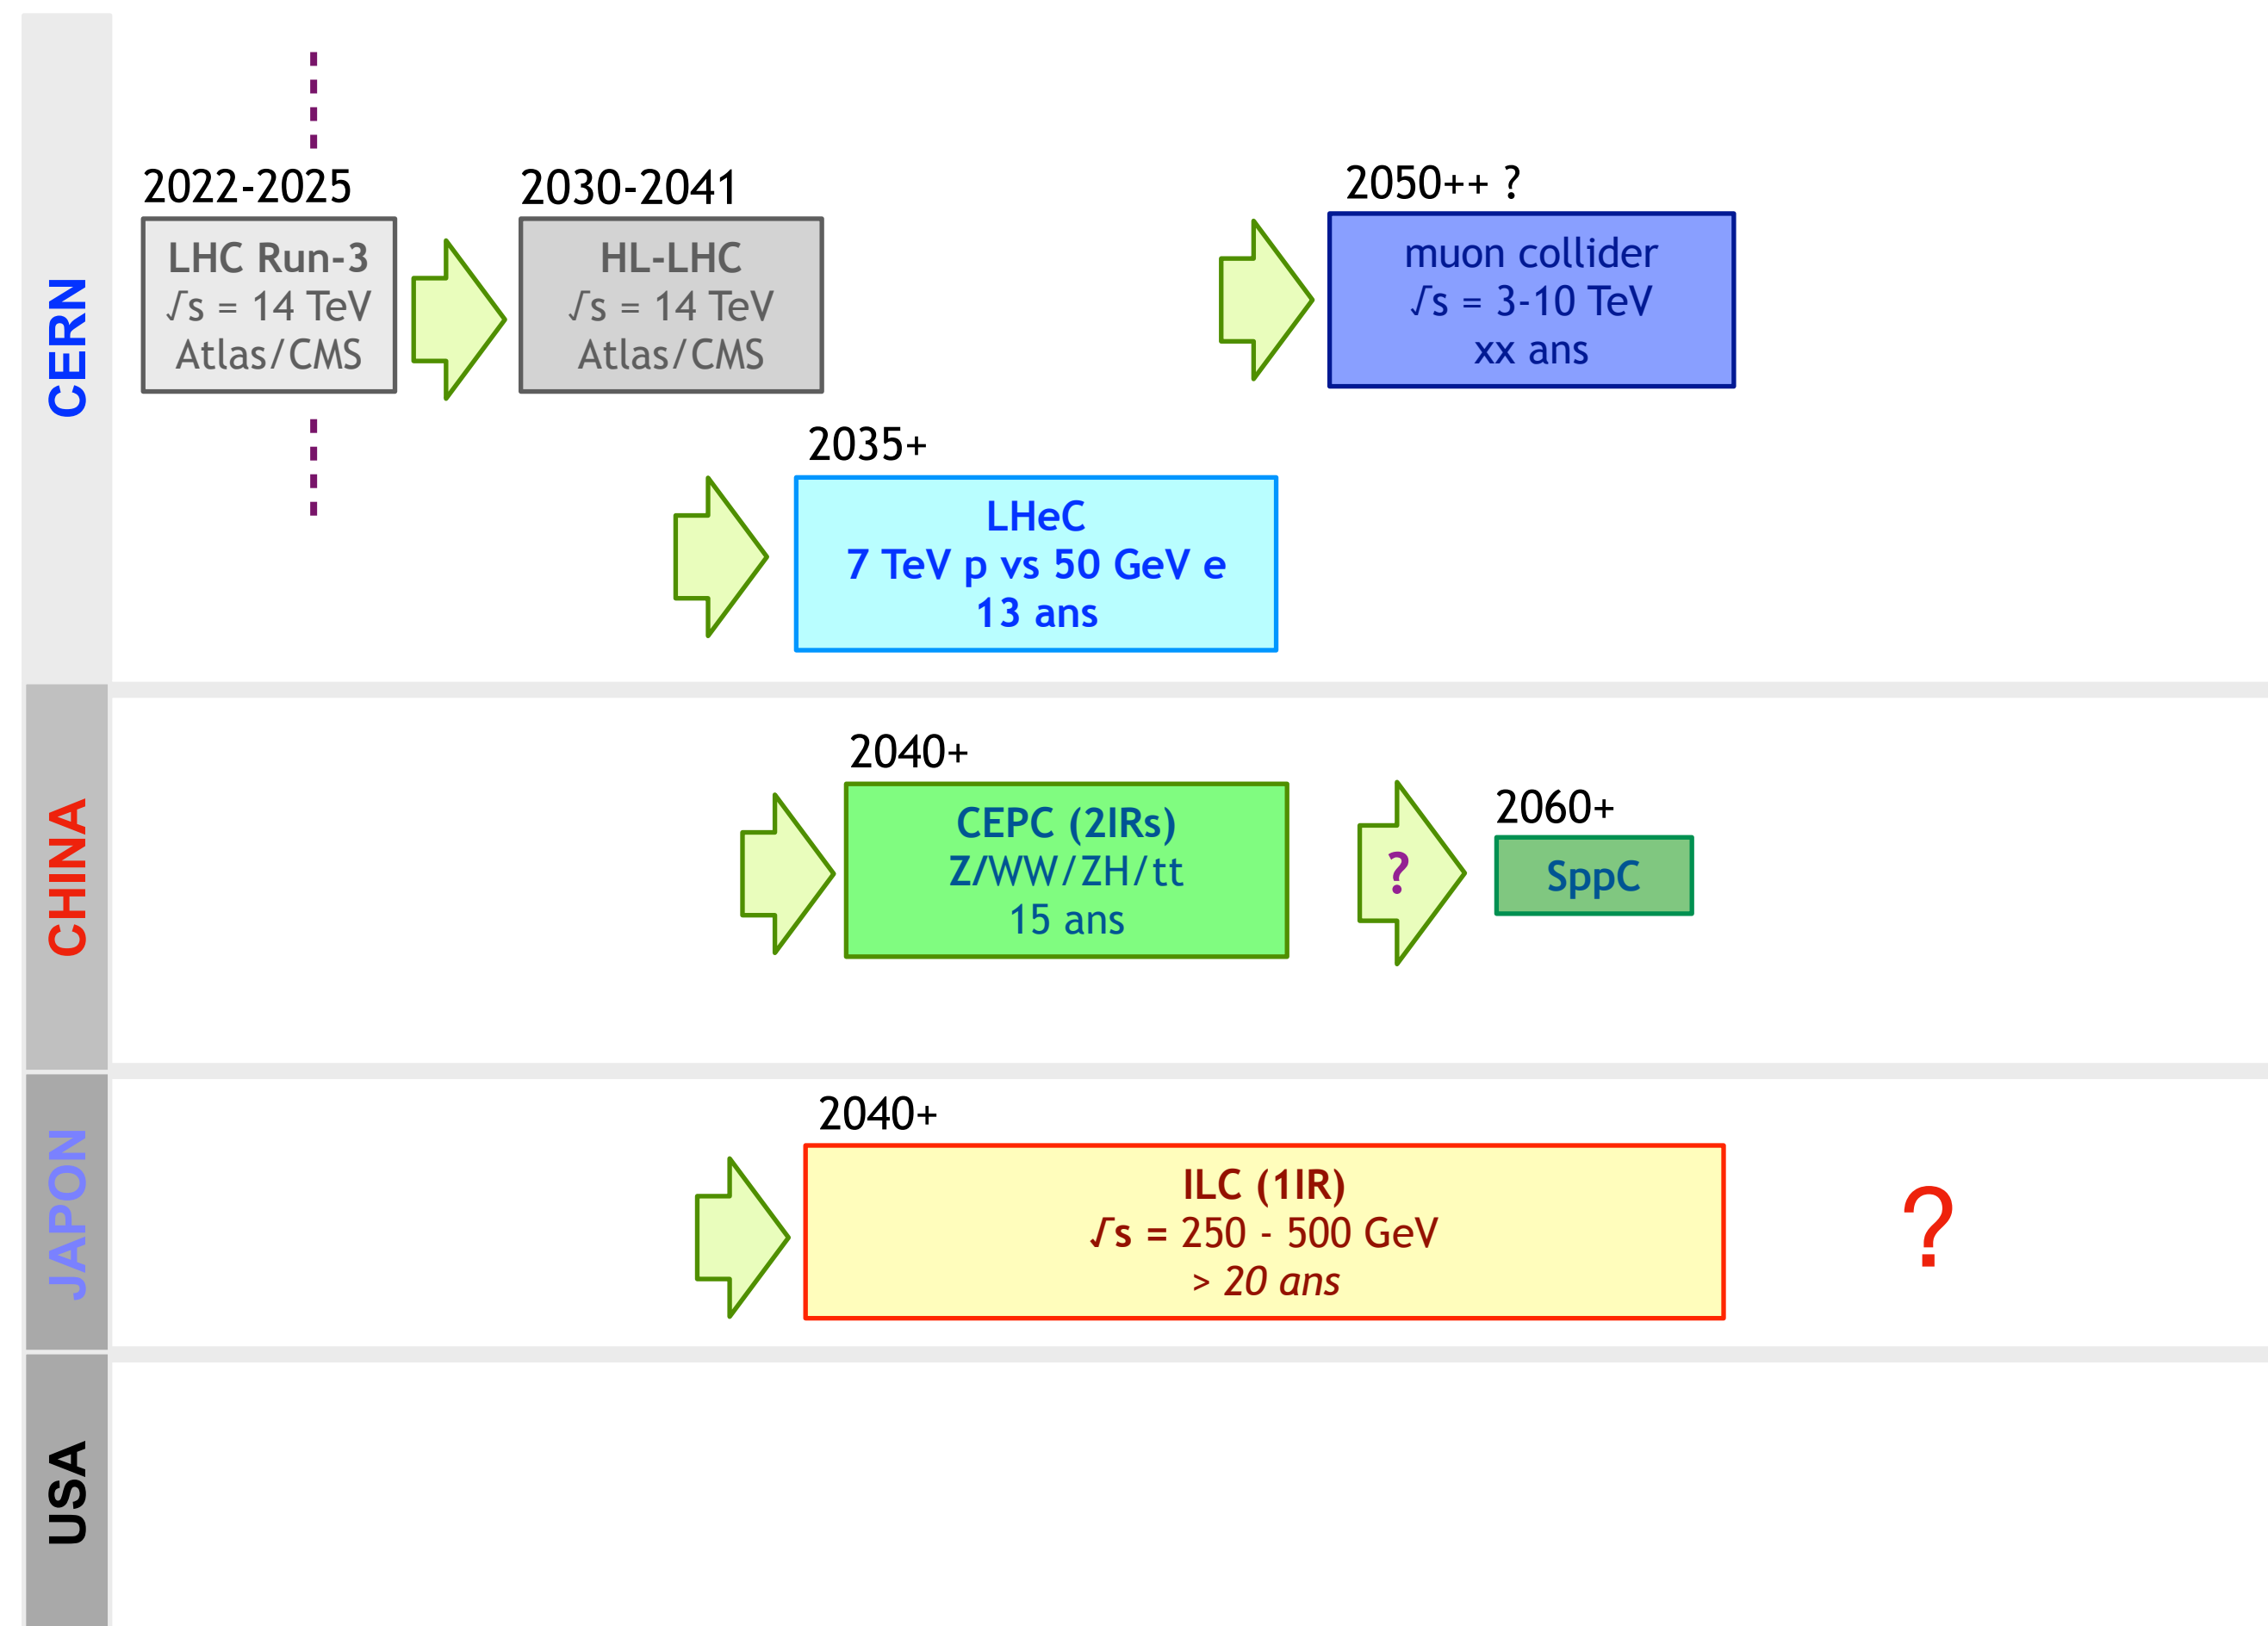 CERN
2022-2025
LHC Run-3
√s = 14 TeV
Atlas/CMS
2030-2041
HL-LHC
√s = 14 TeV
Atlas/CMS
2050++ ?
muon collider
√s = 3-10 TeV
xx ans
2035+
LHeC
7 TeV p vs 50 GeV e
13 ans
CHINA
2040+
CEPC (2IRs)
Z/WW/ZH/tt
15 ans
?
2060+
SppC
JAPON
2040+
ILC (1IR)
√s = 250 - 500 GeV
> 20 ans
?
USA